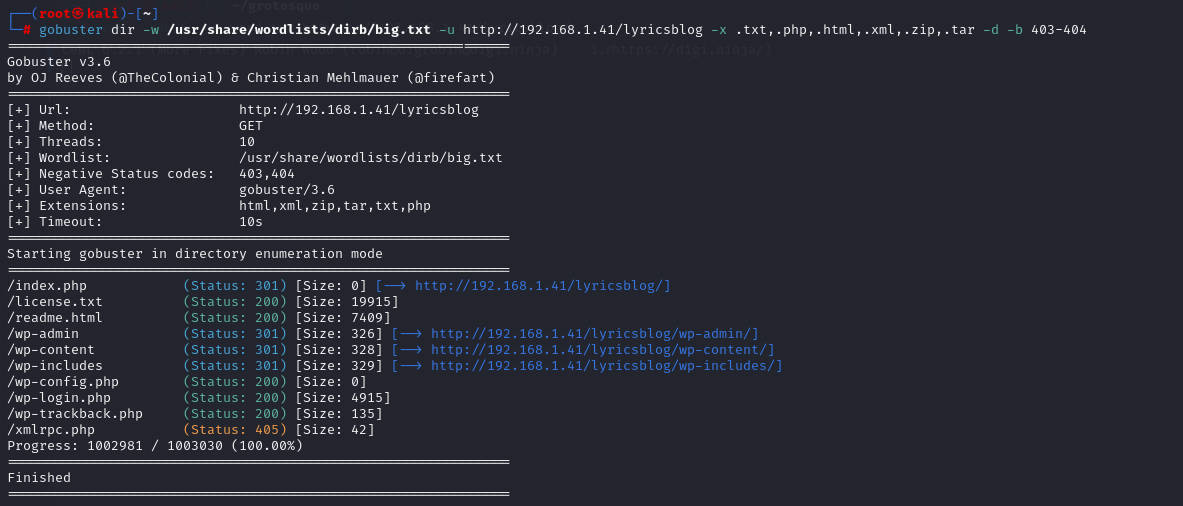 ~/grotesque
┌──(root㉿kali)-[~]
└─# gobuster dir -w /usr/share/wordlists/dirb/big.txt -u http://192.168.1.41/lyricsblog -x .txt,.php,.html,.xml,.zip,.tar -d -b 403-404
===============================================================
Gobuster v3.6
by OJ Reeves (@TheColonial) & Christian Mehlmauer (@firefart)
===============================================================
[+] Url:                     http://192.168.1.41/lyricsblog
[+] Method:                  GET
[+] Threads:                 10
[+] Wordlist:                /usr/share/wordlists/dirb/big.txt
[+] Negative Status codes:   403,404
[+] User Agent:              gobuster/3.6
[+] Extensions:              html,xml,zip,tar,txt,php
[+] Timeout:                 10s
===============================================================
Starting gobuster in directory enumeration mode
===============================================================
/index.php            (Status: 301) [Size: 0] [--> http://192.168.1.41/lyricsblog/]
/license.txt          (Status: 200) [Size: 19915]
/readme.html          (Status: 200) [Size: 7409]
/wp-admin             (Status: 301) [Size: 326] [--> http://192.168.1.41/lyricsblog/wp-admin/]
/wp-content           (Status: 301) [Size: 328] [--> http://192.168.1.41/lyricsblog/wp-content/]
/wp-includes          (Status: 301) [Size: 329] [--> http://192.168.1.41/lyricsblog/wp-includes/]
/wp-config.php        (Status: 200) [Size: 0]
/wp-login.php         (Status: 200) [Size: 4915]
/wp-trackback.php     (Status: 200) [Size: 135]
/xmlrpc.php           (Status: 405) [Size: 42]
Progress: 1002981 / 1003030 (100.00%)
===============================================================
Finished
===============================================================